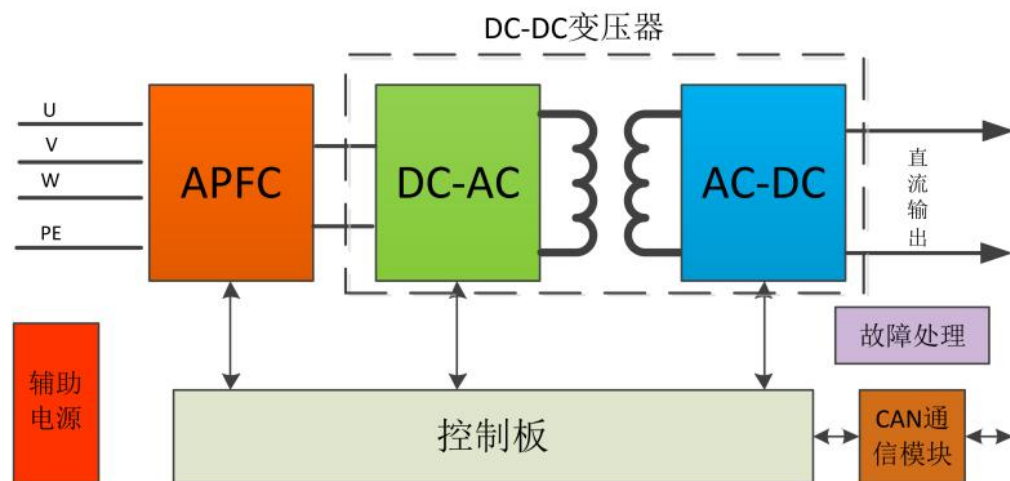 DC-DC变压器
U
V
W
PE
APFC
DC-AC
AC-DC
直
流
输
出
故障处理
辅助
电源
控制板
CAN通
信模块